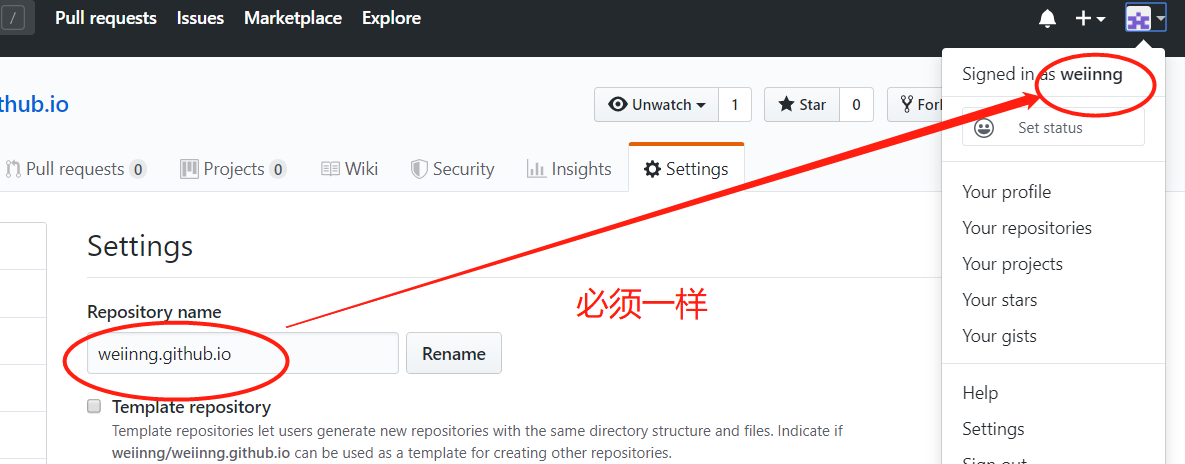 / Pull requests Issues Marketplace Explore
Signed in as weiinng
thub.io
Unwatch 1 Star 0 Fork
Set status
Pull requests 0 Projects 0 Wiki Security Insights Settings
Your profile
Your repositories
Your projects
Your stars
Your gists
Settings
必须一样
Repository name
weiinng.github.io Rename
Template repository
Template repositories let users generate new repositories with the same directory structure and files. Indicate if
weiinng/weiinng.github.io can be used as a template for creating other repositories.
Help
Settings
Sign out